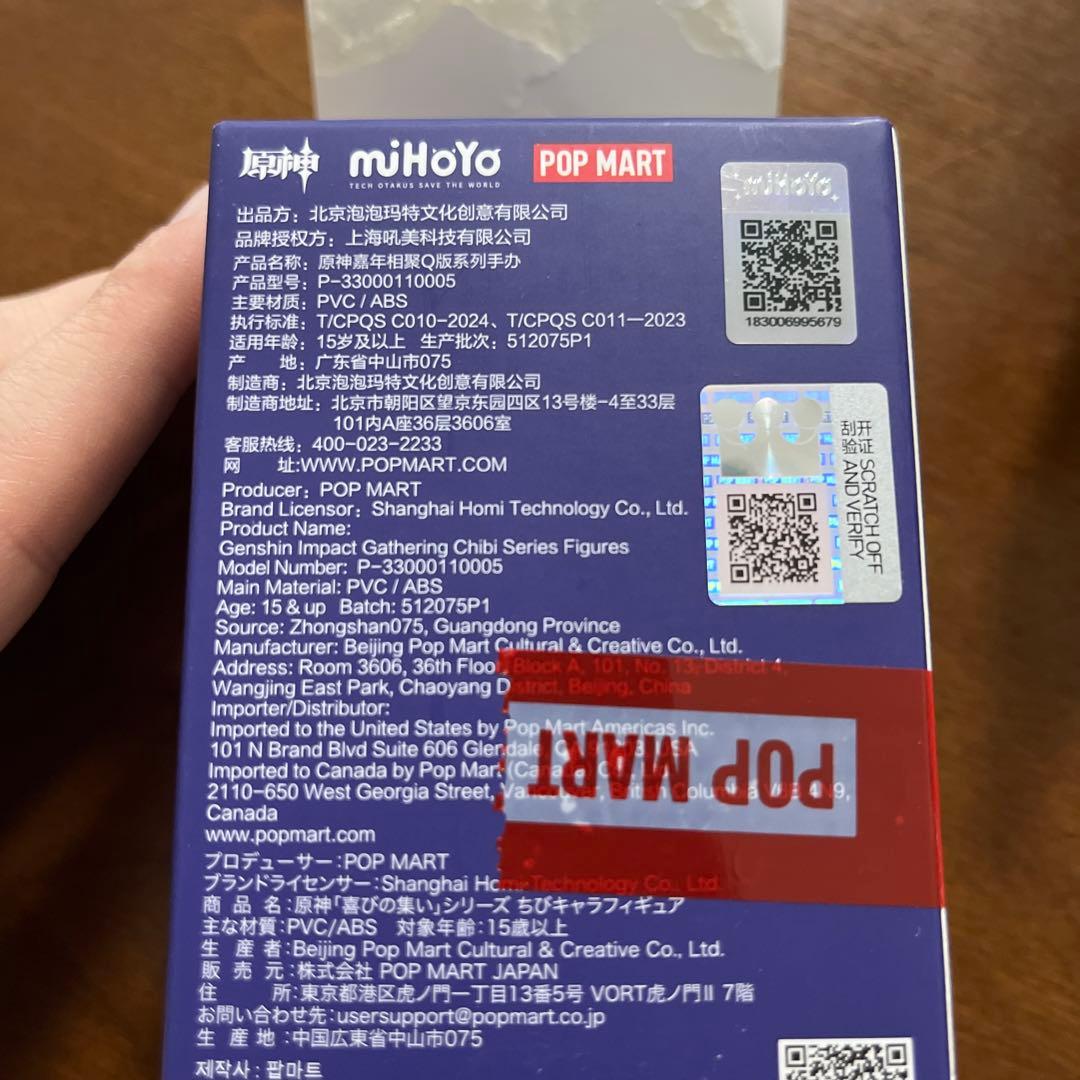 原神 miHoYo POP MART
TECH OTAKUS SAVE THE WORLD
出品方：北京泡泡玛特文化创意有限公司
品牌授权方：上海吼美科技有限公司
产品名称：原神嘉年相聚Q版系列手办
产品型号：P-33000110005
主要材质：PVC / ABS
执行标准：T/CPQS C010-2024、T/CPQS C011—2023
适用年龄：15岁及以上 生产批次：512075P1
产 地：广东省中山市075
制造商：北京泡泡玛特文化创意有限公司
制造商地址：北京市朝阳区望京东园四区13号楼-4至33层
101内A座36层3606室
客服热线：400-023-2233
网 址:WWW.POPMART.COM
Producer：POP MART
Brand Licensor：Shanghai Homi Technology Co., Ltd.
Product Name:
Genshin Impact Gathering Chibi Series Figures
Model Number: P-33000110005
Main Material: PVC / ABS
Age: 15 & up Batch: 512075P1
Source: Zhongshan075, Guangdong Province
Manufacturer: Beijing Pop Mart Cultural & Creative Co., Ltd.
Address: Room 3606, 36th Floor, Block A, 101, No. 13, District 4,
Wangjing East Park, Chaoyang District, Beijing, China
Importer/Distributor:
Imported to the United States by Pop Mart Americas Inc.
101 N Brand Blvd Suite 606 Glendale
Imported to Canada by Pop Mart
2110-650 West Georgia Street, Vancouver, British Columbia V6B 4N9,
Canada
www.popmart.com
プロデューサー：POP MART
ブランドライセンサー：Shanghai Homi Technology Co., Ltd.
商 品 名：原神「喜びの集い」シリーズ ちびキャラフィギュア
主な材質：PVC/ABS 対象年齢：15歳以上
生 産 者：Beijing Pop Mart Cultural & Creative Co., Ltd.
販 売 元：株式会社 POP MART JAPAN
住 所：東京都港区虎ノ門一丁目13番5号 VORT虎ノ門II 7階
お問い合わせ先：usersupport@popmart.co.jp
生 産 地：中国広東省中山市075
제작사 : 팝마트
miHoYo
183006995679
刮开验证 SCRATCH OFF AND VERIFY
POP MART